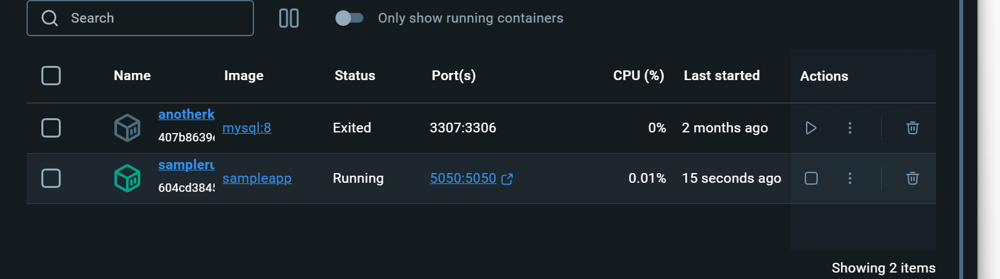 Search
Only show running containers
Name Image Status Port(s) CPU (%) Last started Actions
anotherk
407b8639 mysql:8 Exited 3307:3306 0% 2 months ago
sampleru
604cd384 sampleapp Running 5050:5050 0.01% 15 seconds ago
Showing 2 items